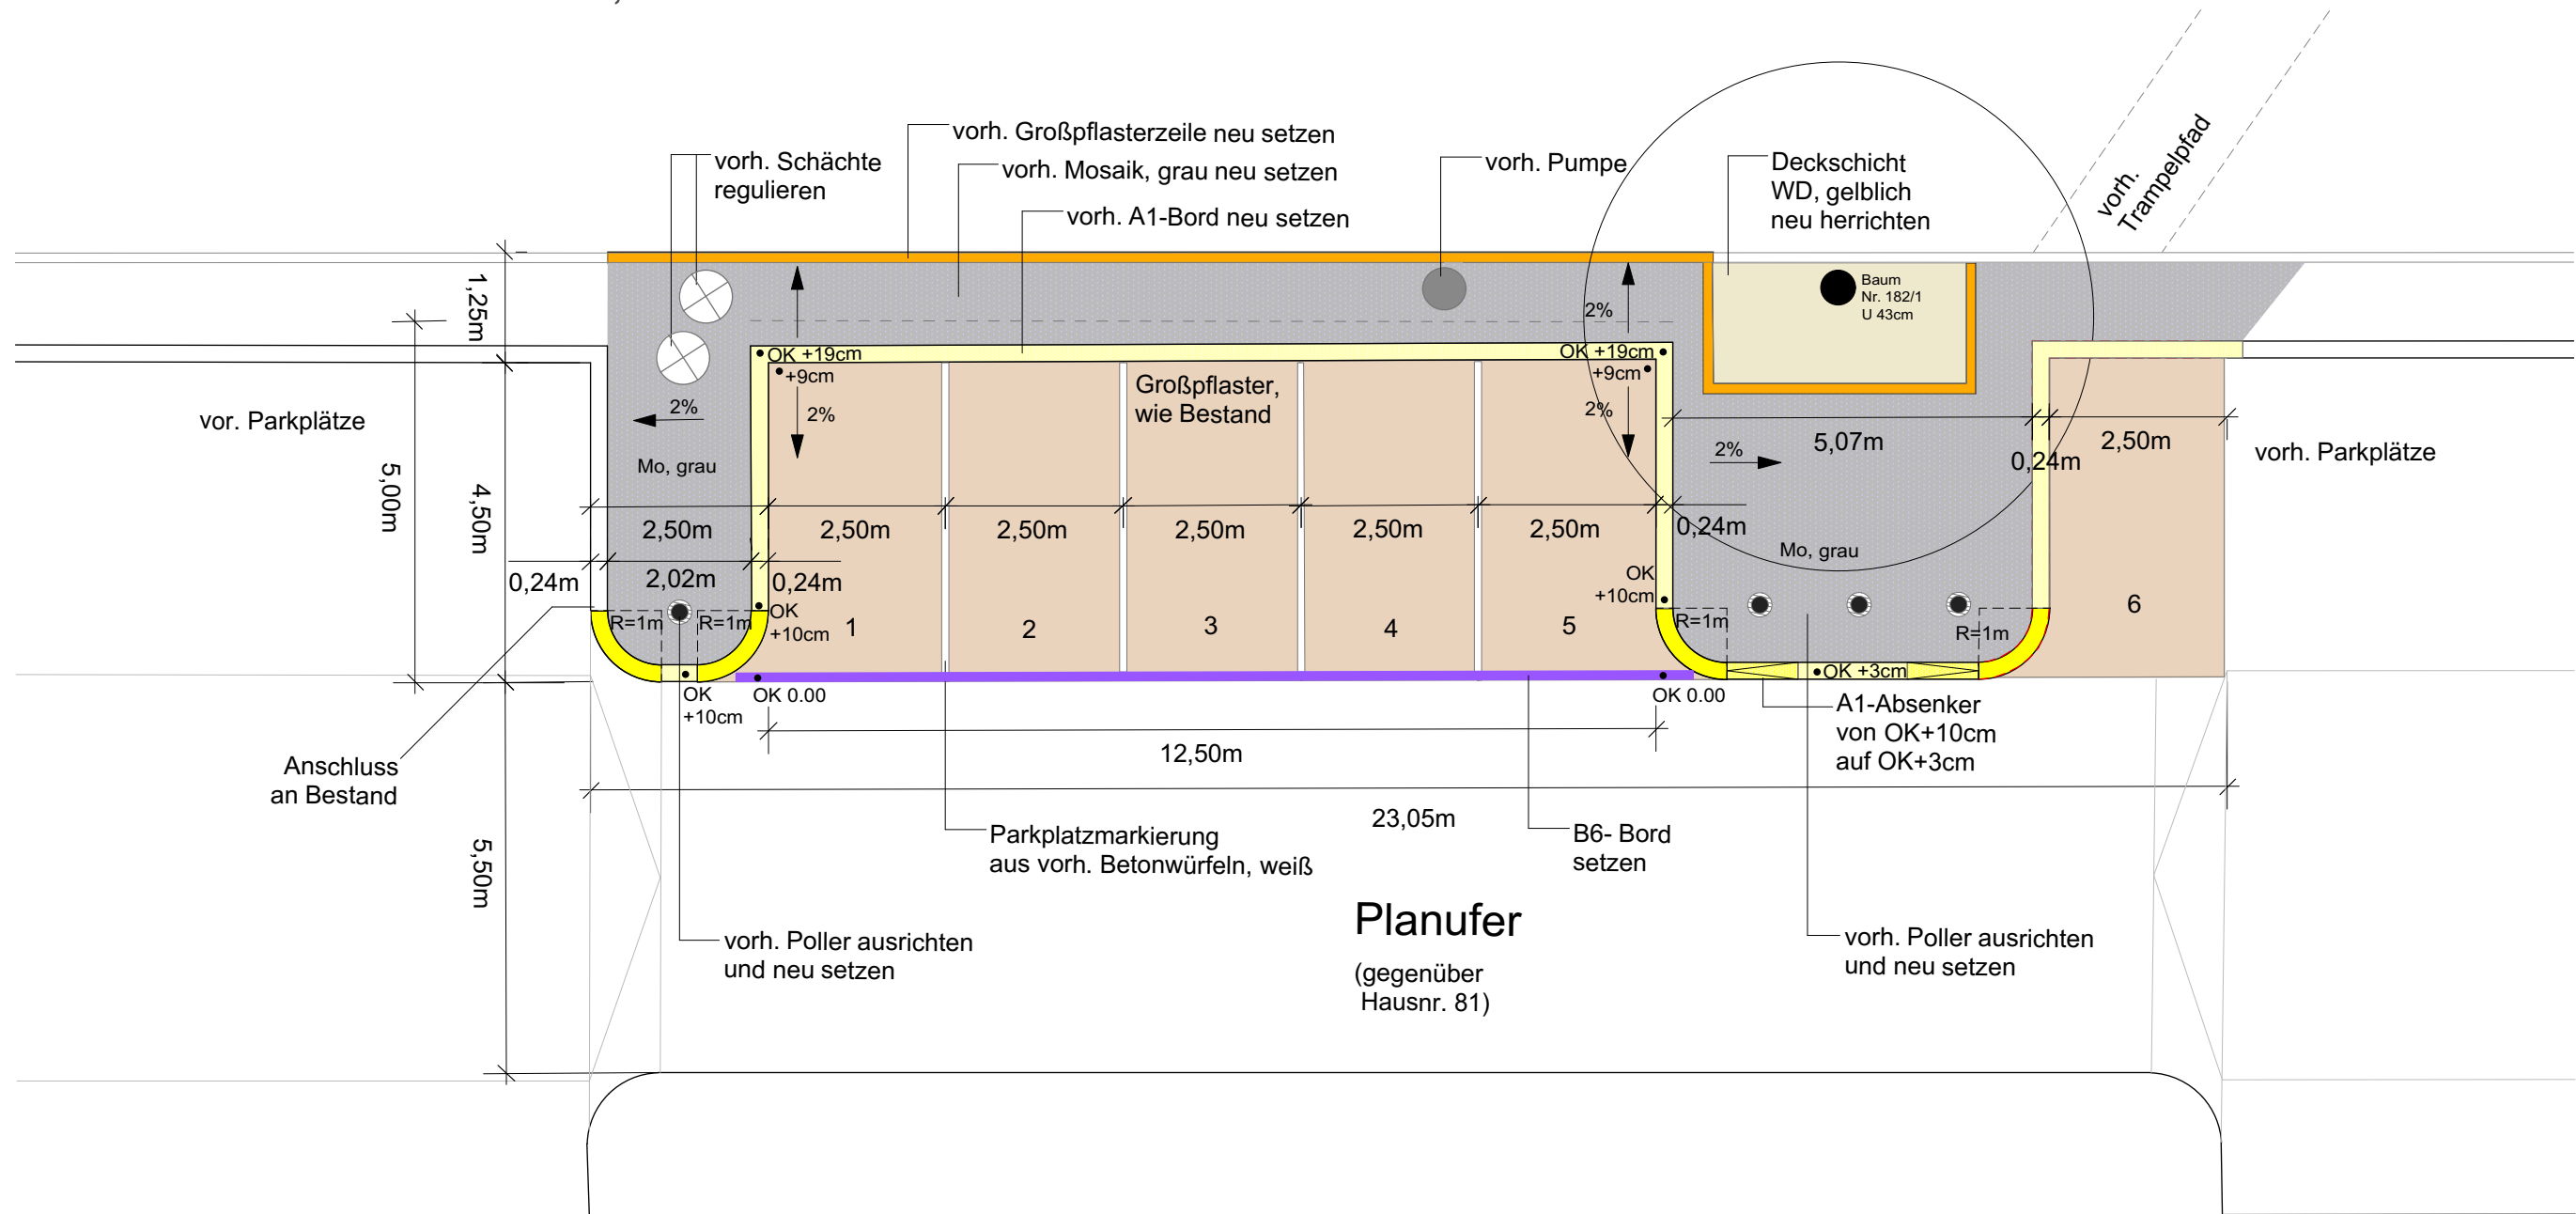 vorh. Großpflasterzeile neu setzen
vorh. Schächte
regulieren
vorh. Mosaik, grau neu setzen
vorh. A1-Bord neu setzen
vorh. Pumpe
Deckschicht
WD, gelblich
neu herrichten
vorh.
Trampelpfad
1,25m
Baum
Nr. 182/1
U 43cm
2%
OK +19cm
+9cm
OK +19cm
+9cm
Großpflaster,
wie Bestand
vor. Parkplätze
2%
2%
2%
5,07m
2,50m
vorh. Parkplätze
2%
0,24m
Mo, grau
5,00m
4,50m
2,50m
2,50m
2,50m
2,50m
2,50m
2,50m
0,24m
Mo, grau
0,24m
2,02m
0,24m
OK
+10cm
OK
+10cm
R=1m
R=1m
R=1m
R=1m
1
2
3
4
5
6
OK +3cm
OK
+10cm
OK 0.00
OK 0.00
A1-Absenker
von OK+10cm
auf OK+3cm
12,50m
Anschluss
an Bestand
23,05m
Parkplatzmarkierung
aus vorh. Betonwürfeln, weiß
B6- Bord
setzen
5,50m
Planufer
(gegenüber
Hausnr. 81)
vorh. Poller ausrichten
und neu setzen
vorh. Poller ausrichten
und neu setzen